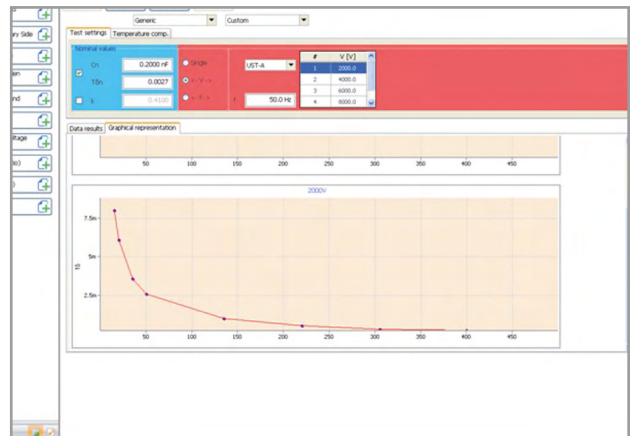 Generic Custom
ry Side
Test settings Temperature comp.
Nominal values
Cn 0.2000 nF Single UST-A # V [V]
1 2000.0
Tδn 0.0027 2 4000.0
3 6000.0
k 0.4100 50.0 Hz 4 8000.0
nd
Data results Graphical representation
ltage
50 100 150 200 250 300 350 400 450
2000V
7.5m
5m
Tδ
2.5m
50 100 150 200 250 300 350 400 450